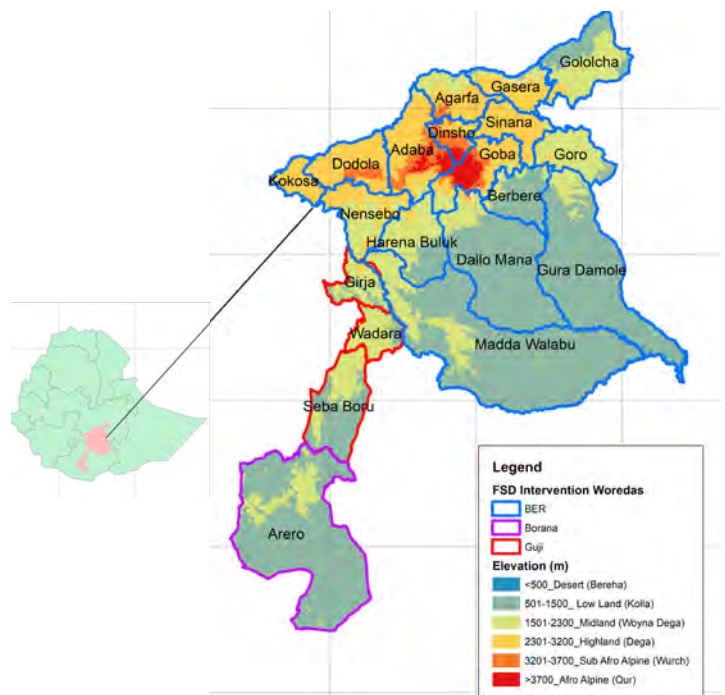 Gololcha
Gasera
Agarfa
Sinana
Dinsho
Adaba
Goba
Goro
Dodola
Kokosa
Berbere
Nensebo
Harena Buluk
Dallo Mana
Gura Damole
Girja
Wadara
Madda Walabu
Seba Boru
Arero
Legend
FSD Intervention Woredas
BER
Borana
Guji
Elevation (m)
<500_Desert (Bereha)
501-1500_ Low Land (Kolla)
1501-2300_Midland (Woyna Dega)
2301-3200_Highland (Dega)
3201-3700_Sub Afro Alpine (Wurch)
>3700_Afro Alpine (Qur)